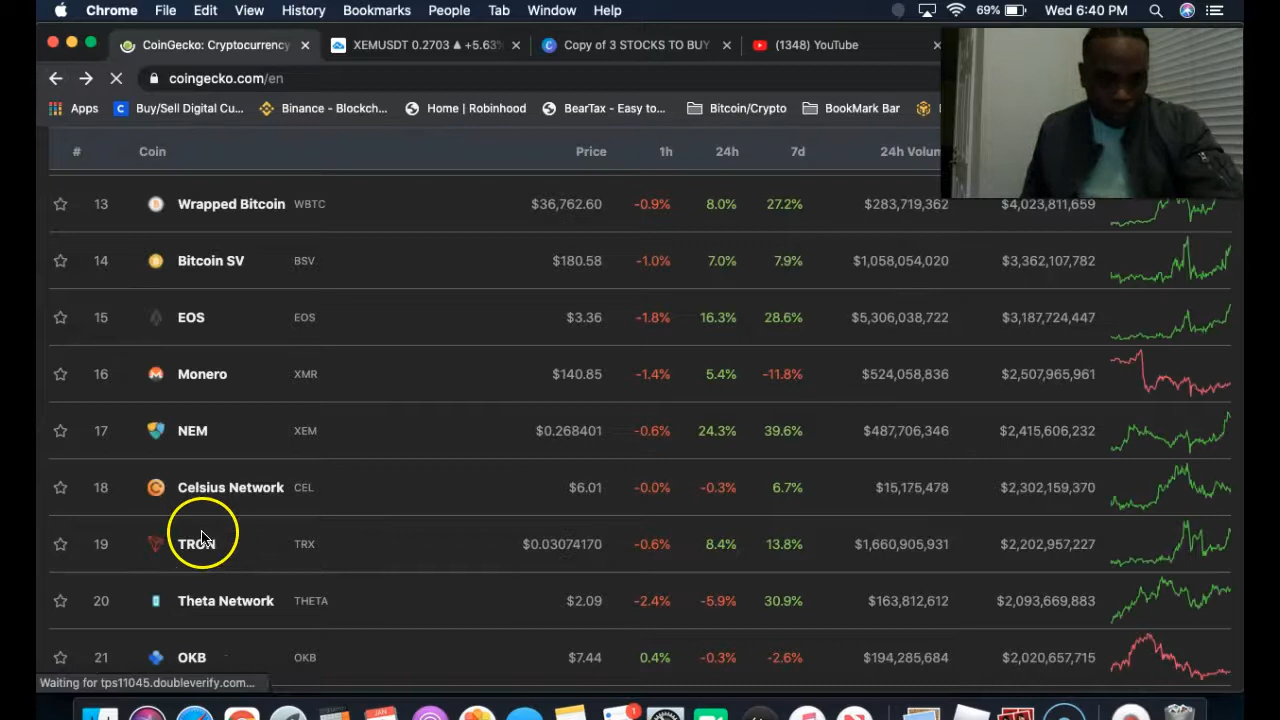 Chrome File Edit View History Bookmarks People Tab Window Help 69% Wed 6:40 PM
CoinGecko: Cryptocurrency XEMUSDT 0.2703 ▲ +5.63% Copy of 3 STOCKS TO BUY (1348) YouTube
coingecko.com/en
Apps Buy/Sell Digital Cu... Binance - Blockch... Home | Robinhood BearTax - Easy to... Bitcoin/Crypto BookMark Bar
# Coin Price 1h 24h 7d 24h Volum
13 Wrapped Bitcoin WBTC $36,762.60 -0.9% 8.0% 27.2% $283,719,362 $4,023,811,659
14 Bitcoin SV BSV $180.58 -1.0% 7.0% 7.9% $1,058,054,020 $3,362,107,782
15 EOS EOS $3.36 -1.8% 16.3% 28.6% $5,306,038,722 $3,187,724,447
16 Monero XMR $140.85 -1.4% 5.4% -11.8% $524,058,836 $2,507,965,961
17 NEM XEM $0.268401 -0.6% 24.3% 39.6% $487,706,346 $2,415,606,232
18 Celsius Network CEL $6.01 -0.0% -0.3% 6.7% $15,175,478 $2,302,159,370
19 TRON TRX $0.03074170 -0.6% 8.4% 13.8% $1,660,905,931 $2,202,957,227
20 Theta Network THETA $2.09 -2.4% -5.9% 30.9% $163,812,612 $2,093,669,883
21 OKB OKB $7.44 0.4% -0.3% -2.6% $194,285,684 $2,020,657,715
Waiting for tps11045.doubleverify.com...
JAN
1